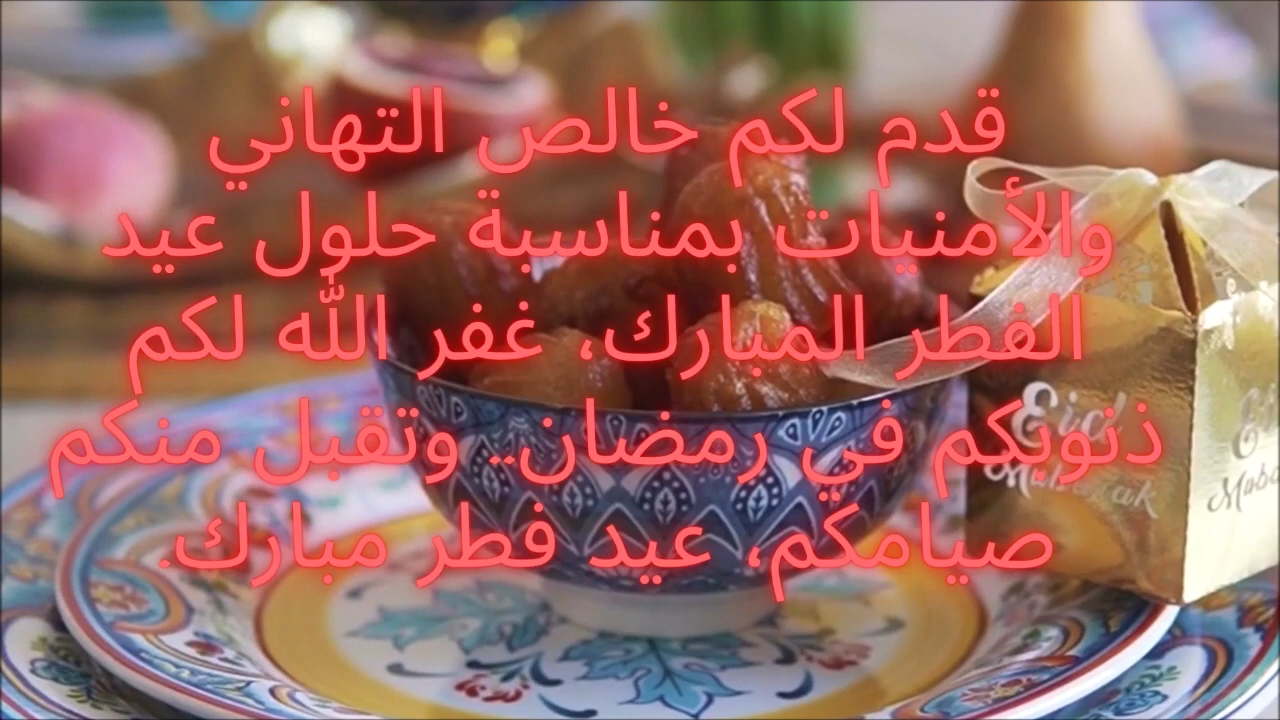 قدم لكم خالص التهاني
والأمنيات بمناسبة حلول عيد
الفطر المبارك، غفر الله لكم
ذنوبكم في رمضان.. وتقبل منكم
صيامكم، عيد فطر مبارك.
Eid
Mubarak